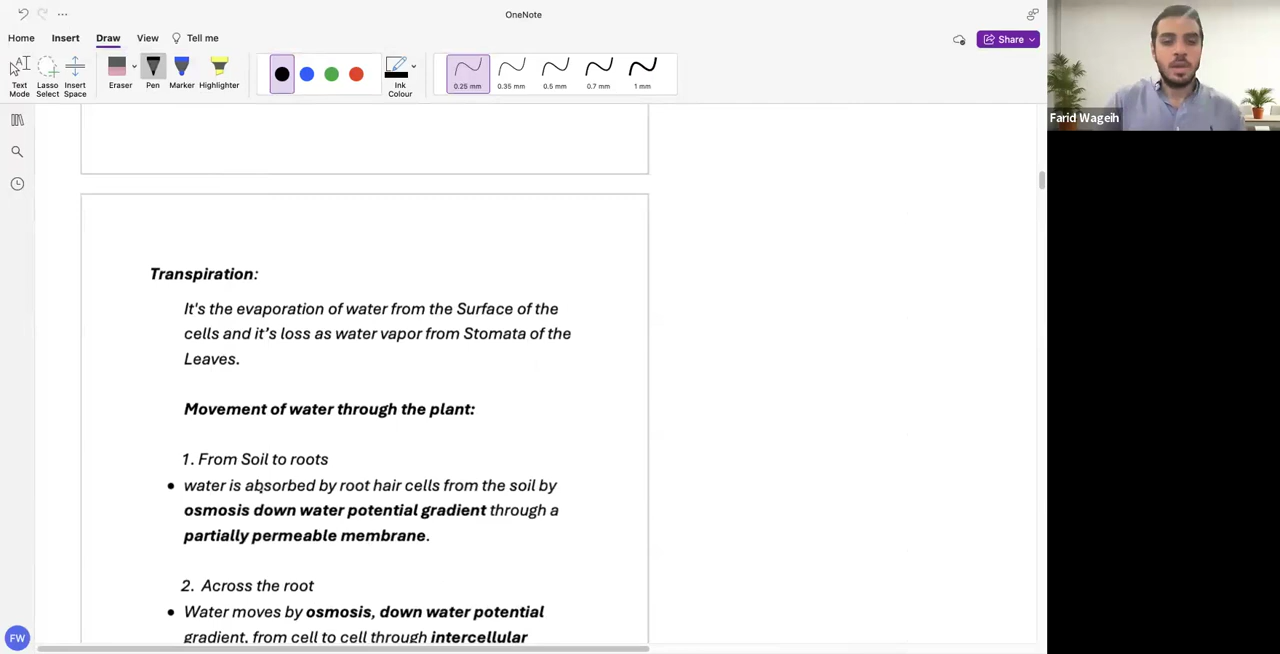 OneNote
Home Insert Draw View Tell me
Share
Text Mode
Lasso Select
Insert Space
Eraser
Pen
Marker
Highlighter
Ink Colour
0.25 mm
0.35 mm
0.5 mm
0.7 mm
1 mm
Farid Wageih
Transpiration:
It's the evaporation of water from the Surface of the
cells and it’s loss as water vapor from Stomata of the
Leaves.
Movement of water through the plant:
1. From Soil to roots
• water is absorbed by root hair cells from the soil by
osmosis down water potential gradient through a
partially permeable membrane.
2. Across the root
• Water moves by osmosis, down water potential
gradient, from cell to cell through intercellular
FW